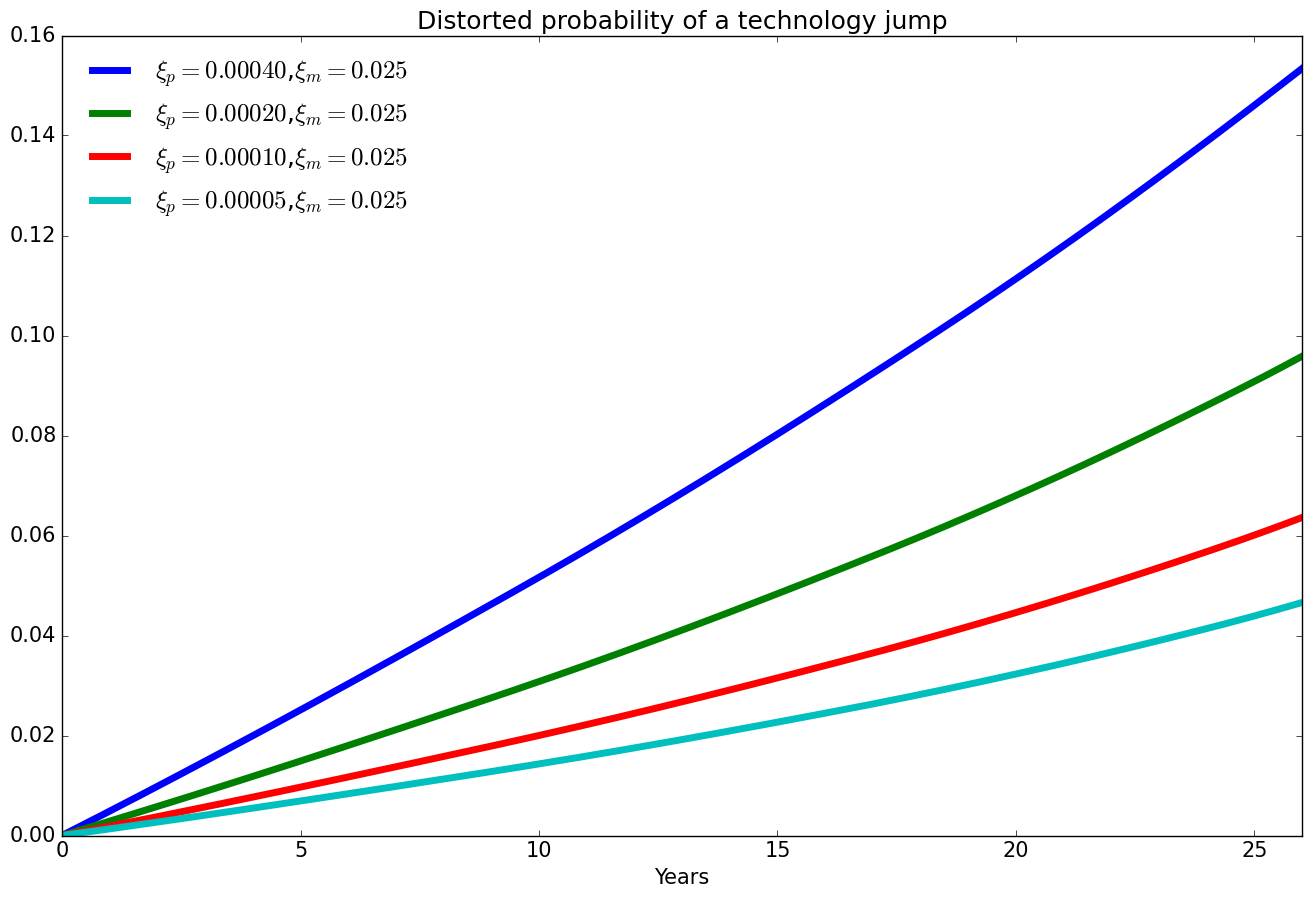 Distorted probability of a technology jump
0.16
0.14
0.12
0.10
0.08
0.06
0.04
0.02
0.00
ξp = 0.00040,ξm = 0.025
ξp = 0.00020,ξm = 0.025
ξp = 0.00010,ξm = 0.025
ξp = 0.00005,ξm = 0.025
0 5 10 15 20 25
Years